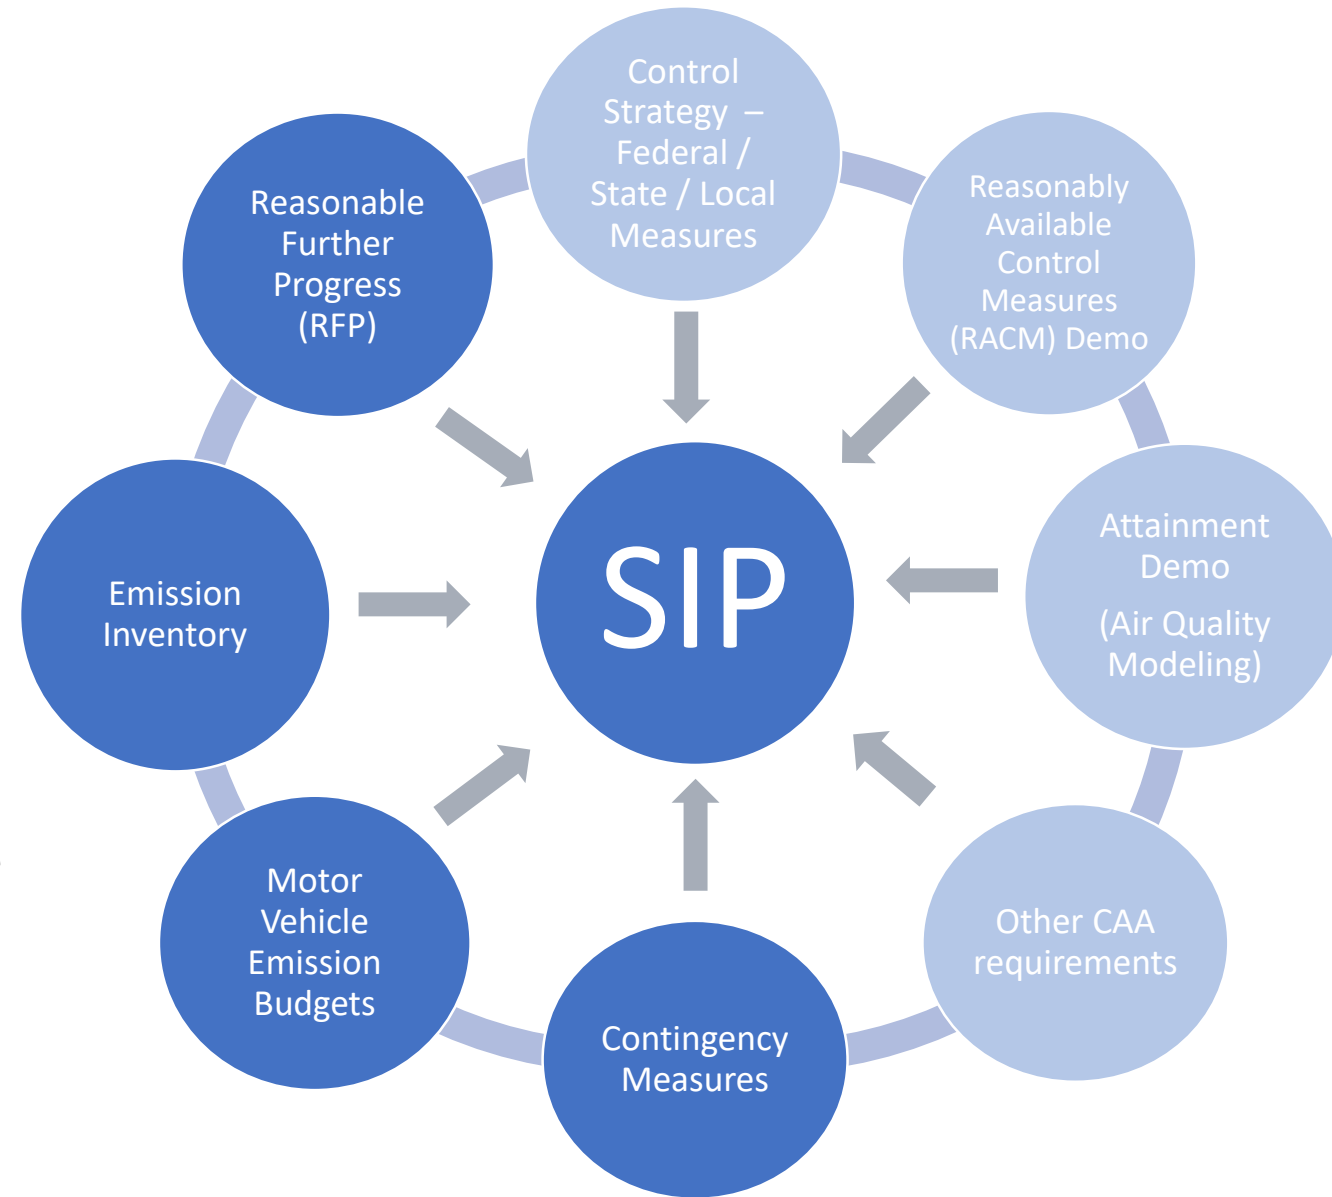 Control
Strategy –
Federal /
State / Local
Measures
Reasonably
Available
Control
Measures
(RACM) Demo
Attainment
Demo
(Air Quality
Modeling)
Other CAA
requirements
Contingency
Measures
Motor
Vehicle
Emission
Budgets
Emission
Inventory
Reasonable
Further
Progress
(RFP)
SIP